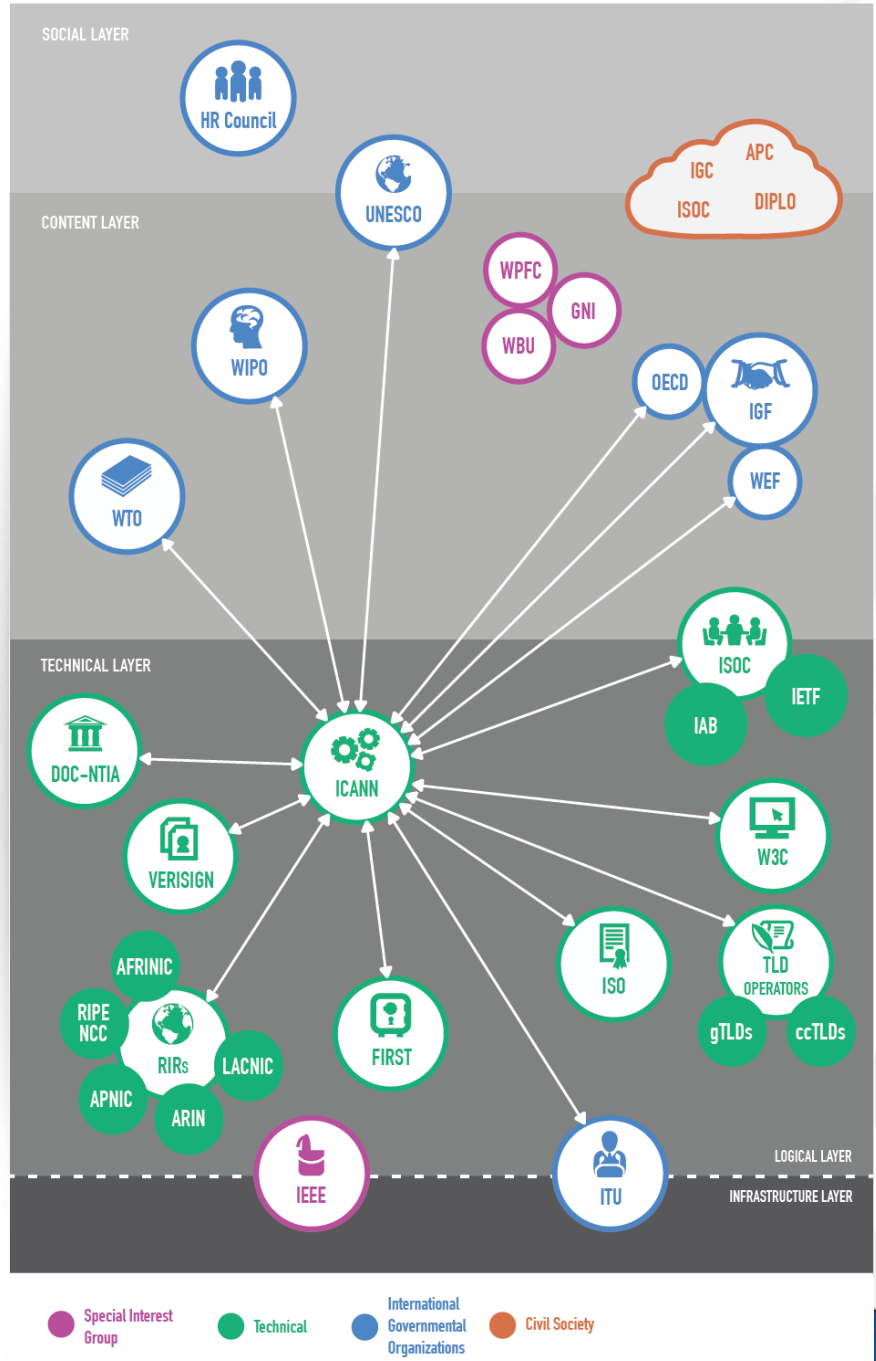 SOCIAL LAYER
HR Council
UNESCO
APC
IGC
ISOC
DIPLO
CONTENT LAYER
WPFC
GNI
WBU
WIPO
OECD
IGF
WEF
WTO
ISOC
IAB
IETF
TECHNICAL LAYER
DOC-NTIA
ICANN
VERISIGN
W3C
AFRINIC
RIPE
NCC
RIRs
LACNIC
APNIC
ARIN
FIRST
ISO
TLD
OPERATORS
gTLDs
ccTLDs
IEEE
ITU
LOGICAL LAYER
INFRASTRUCTURE LAYER
Special Interest
Group
Technical
International
Governmental
Organizations
Civil Society